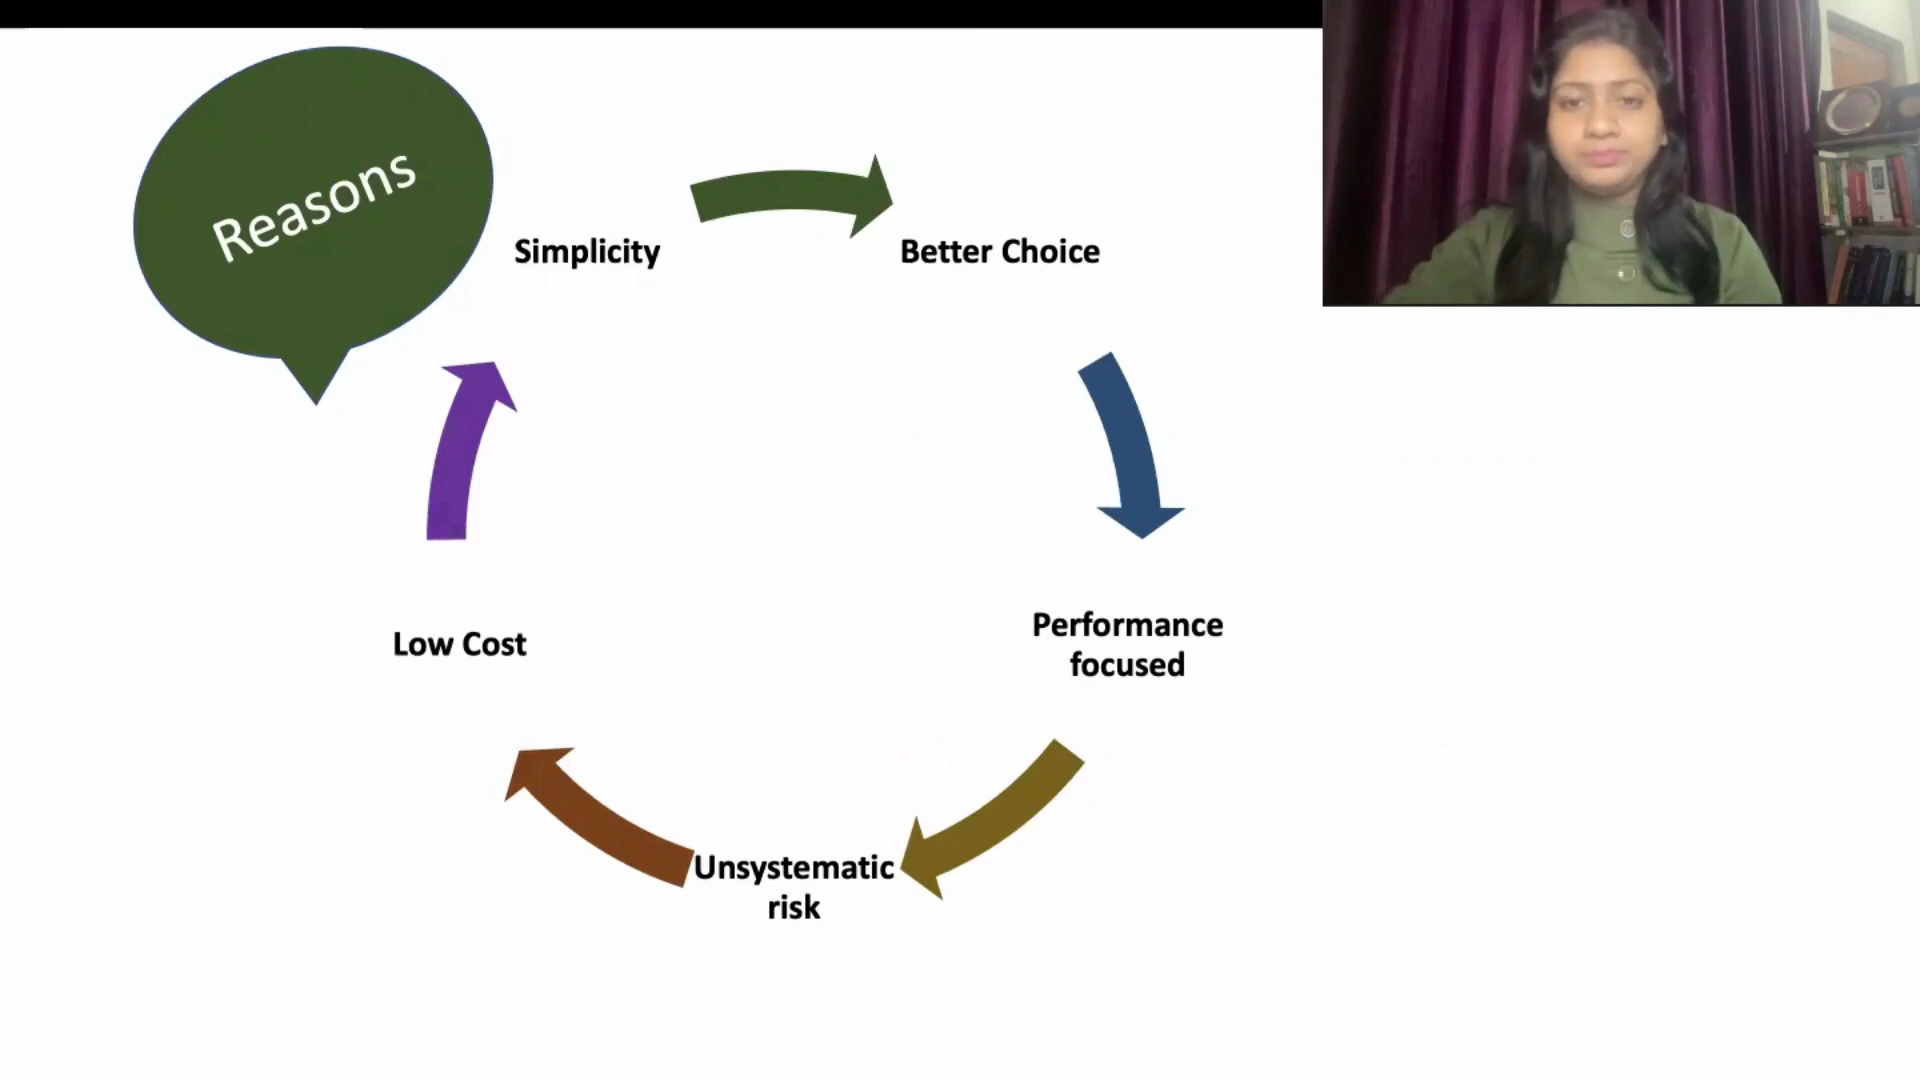 Reasons
Simplicity
Better Choice
Performance
focused
Unsystematic
risk
Low Cost